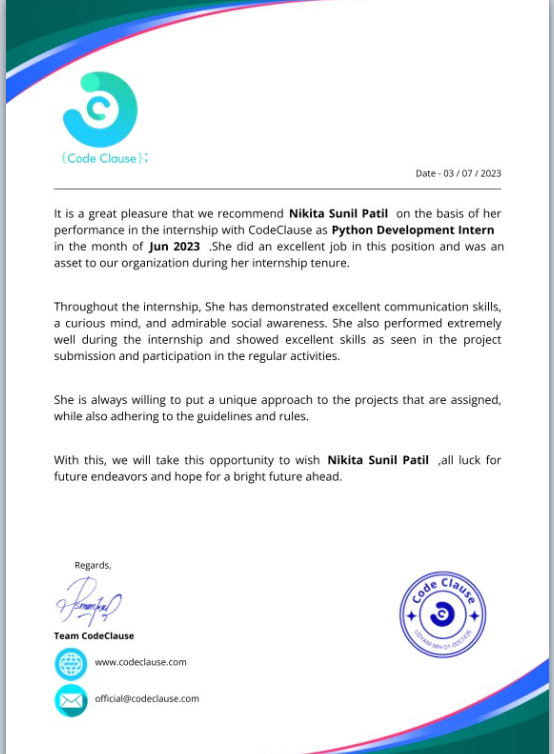 {Code Clause};
Date - 03 / 07 / 2023
It is a great pleasure that we recommend Nikita Sunil Patil on the basis of her
performance in the internship with CodeClause as Python Development Intern
in the month of Jun 2023 .She did an excellent job in this position and was an
asset to our organization during her internship tenure.
Throughout the internship, She has demonstrated excellent communication skills,
a curious mind, and admirable social awareness. She also performed extremely
well during the internship and showed excellent skills as seen in the project
submission and participation in the regular activities.
She is always willing to put a unique approach to the projects that are assigned,
while also adhering to the guidelines and rules.
With this, we will take this opportunity to wish Nikita Sunil Patil ,all luck for
future endeavors and hope for a bright future ahead.
Regards,
Team CodeClause
www.codeclause.com
official@codeclause.com
Code Clause